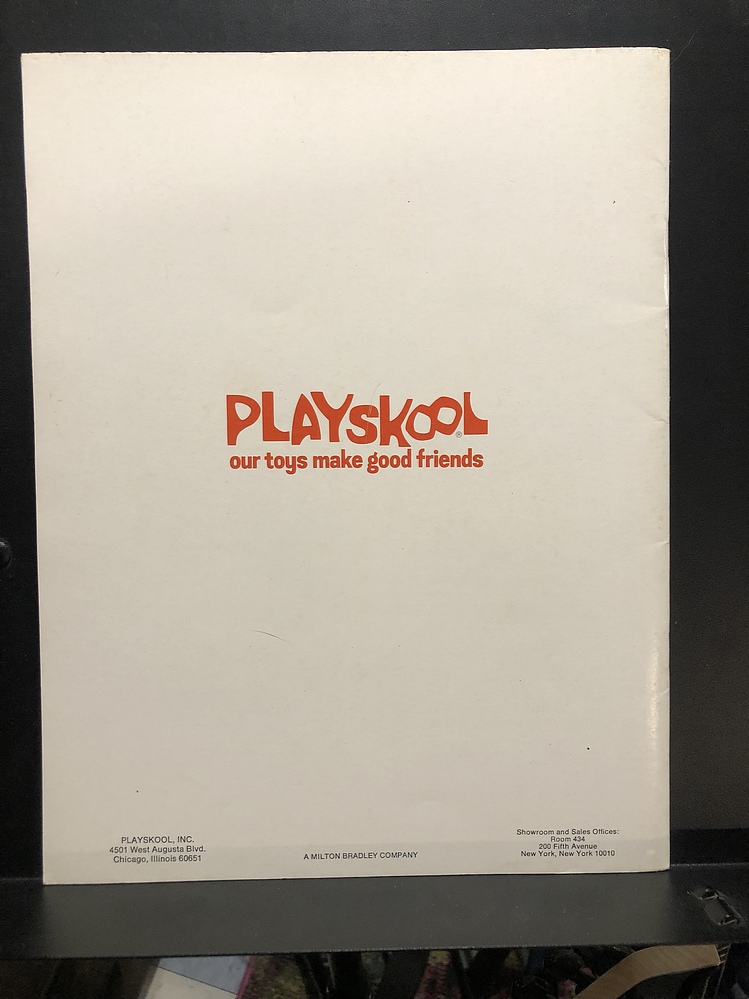 PLAYSKOOL®
our toys make good friends
PLAYSKOOL, INC.
4501 West Augusta Blvd.
Chicago, Illinois 60651
A MILTON BRADLEY COMPANY
Showroom and Sales Offices:
Room 434
200 Fifth Avenue
New York, New York 10010